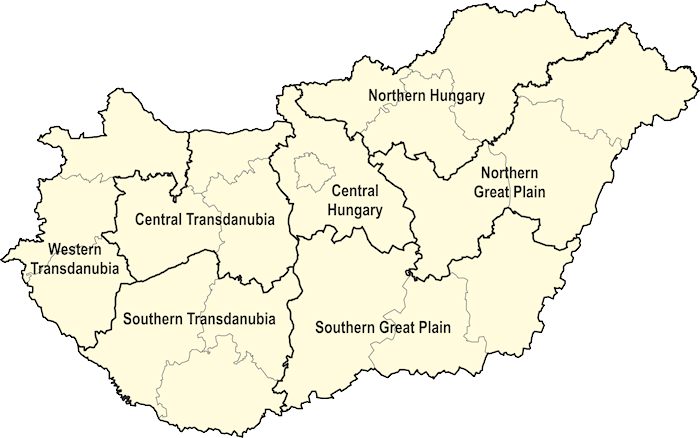 Northern Hungary
Northern
Great Plain
Central
Hungary
Central Transdanubia
Western
Transdanubia
Southern Transdanubia
Southern Great Plain